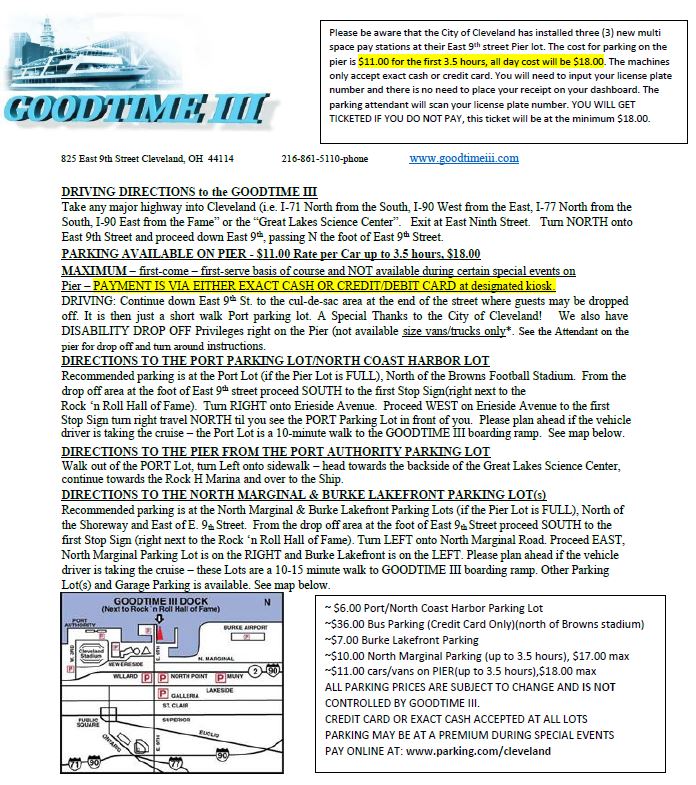 GOODTIME III
Please be aware that the City of Cleveland has installed three (3) new multi
space pay stations at their East 9th street Pier lot. The cost for parking on the
pier is $11.00 for the first 3.5 hours, all day cost will be $18.00. The machines
only accept exact cash or credit card. You will need to input your license plate
number and there is no need to place your receipt on your dashboard. The
parking attendant will scan your license plate number. YOU WILL GET
TICKETED IF YOU DO NOT PAY, this ticket will be at the minimum $18.00.
825 East 9th Street Cleveland, OH 44114 216-861-5110-phone www.goodtimeiii.com
DRIVING DIRECTIONS to the GOODTIME III
Take any major highway into Cleveland (i.e. I-71 North from the South, I-90 West from the East, I-77 North from the
South, I-90 East from the Fame" or the "Great Lakes Science Center". Exit at East Ninth Street. Turn NORTH onto
East 9th Street and proceed down East 9th, passing N the foot of East 9th Street.
PARKING AVAILABLE ON PIER - $11.00 Rate per Car up to 3.5 hours, $18.00
MAXIMUM – first-come – first-serve basis of course and NOT available during certain special events on
Pier – PAYMENT IS VIA EITHER EXACT CASH OR CREDIT/DEBIT CARD at designated kiosk.
DRIVING: Continue down East 9th St. to the cul-de-sac area at the end of the street where guests may be dropped
off. It is then just a short walk Port parking lot. A Special Thanks to the City of Cleveland! We also have
DISABILITY DROP OFF Privileges right on the Pier (not available size vans/trucks only*. See the Attendant on the
pier for drop off and turn around instructions.
DIRECTIONS TO THE PORT PARKING LOT/NORTH COAST HARBOR LOT
Recommended parking is at the Port Lot (if the Pier Lot is FULL), North of the Browns Football Stadium. From the
drop off area at the foot of East 9th street proceed SOUTH to the first Stop Sign(right next to the
Rock 'n Roll Hall of Fame). Turn RIGHT onto Erieside Avenue. Proceed WEST on Erieside Avenue to the first
Stop Sign turn right travel NORTH til you see the PORT Parking Lot in front of you. Please plan ahead if the vehicle
driver is taking the cruise – the Port Lot is a 10-minute walk to the GOODTIME III boarding ramp. See map below.
DIRECTIONS TO THE PIER FROM THE PORT AUTHORITY PARKING LOT
Walk out of the PORT Lot, turn Left onto sidewalk – head towards the backside of the Great Lakes Science Center,
continue towards the Rock H Marina and over to the Ship.
DIRECTIONS TO THE NORTH MARGINAL & BURKE LAKEFRONT PARKING LOT(s)
Recommended parking is at the North Marginal & Burke Lakefront Parking Lots (if the Pier Lot is FULL), North of
the Shoreway and East of E. 9th Street. From the drop off area at the foot of East 9th Street proceed SOUTH to the
first Stop Sign (right next to the Rock 'n Roll Hall of Fame). Turn LEFT onto North Marginal Road. Proceed EAST,
North Marginal Parking Lot is on the RIGHT and Burke Lakefront is on the LEFT. Please plan ahead if the vehicle
driver is taking the cruise – these Lots are a 10-15 minute walk to GOODTIME III boarding ramp. Other Parking
Lot(s) and Garage Parking is available. See map below.
GOODTIME III DOCK N
(Next to Rock 'n Roll Hall of Fame)
PORT
AUTHORITY
P
P
BURKE AIRPORT
P
Cleveland
Stadium
W. 3RD
E. 9TH
P
NEW ERIESIDE
N. MARGINAL
2 90
WILLARD P P NORTH POINT P MUNY
P GALLERIA LAKESIDE
ST. CLAIR
PUBLIC
SQUARE
SUPERIOR
EUCLID
ONTARIO
E. 9TH
71 90 77 90
~ $6.00 Port/North Coast Harbor Parking Lot
~$36.00 Bus Parking (Credit Card Only)(north of Browns stadium)
~$7.00 Burke Lakefront Parking
~$10.00 North Marginal Parking (up to 3.5 hours), $17.00 max
~$11.00 cars/vans on PIER(up to 3.5 hours),$18.00 max
ALL PARKING PRICES ARE SUBJECT TO CHANGE AND IS NOT
CONTROLLED BY GOODTIME III.
CREDIT CARD OR EXACT CASH ACCEPTED AT ALL LOTS
PARKING MAY BE AT A PREMIUM DURING SPECIAL EVENTS
PAY ONLINE AT: www.parking.com/cleveland